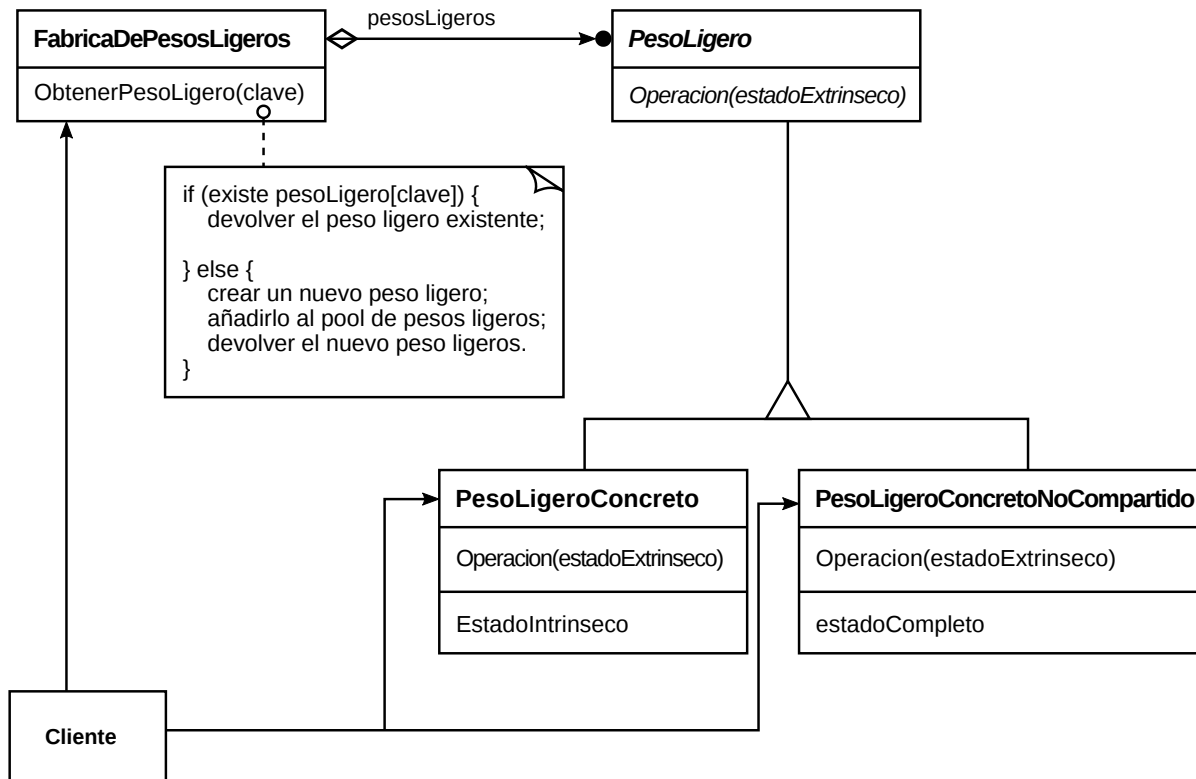 FabricaDePesosLigeros
ObtenerPesoLigero(clave)
pesosLigeros
PesoLigero
Operacion(estadoExtrinseco)
if (existe pesoLigero[clave]) {
devolver el peso ligero existente;
} else {
crear un nuevo peso ligero;
añadirlo al pool de pesos ligeros;
devolver el nuevo peso ligeros.
}
PesoLigeroConcreto
Operacion(estadoExtrinseco)
EstadoIntrinseco
PesoLigeroConcretoNoCompartido
Operacion(estadoExtrinseco)
estadoCompleto
Cliente